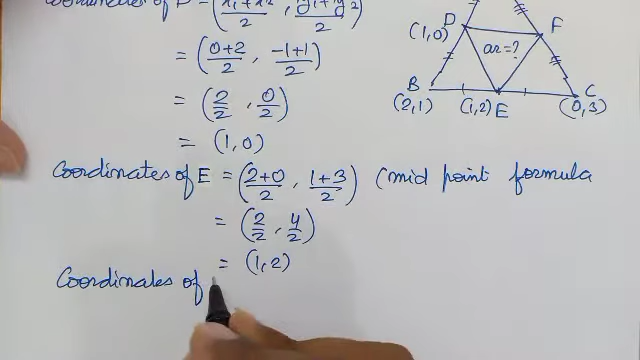 Coordinates of D = (x₁+x₂/2, y₁+y₂/2)
= (0+2/2, -1+1/2)
= (2/2, 0/2)
= (1,0)
Coordinates of E = (2+0/2, 1+3/2) (mid point formula
= (2/2, 4/2)
= (1,2)
Coordinates of
D
F
(1,0)
ar=?
B
C
(2,1)
(1,2) E
(0,3)